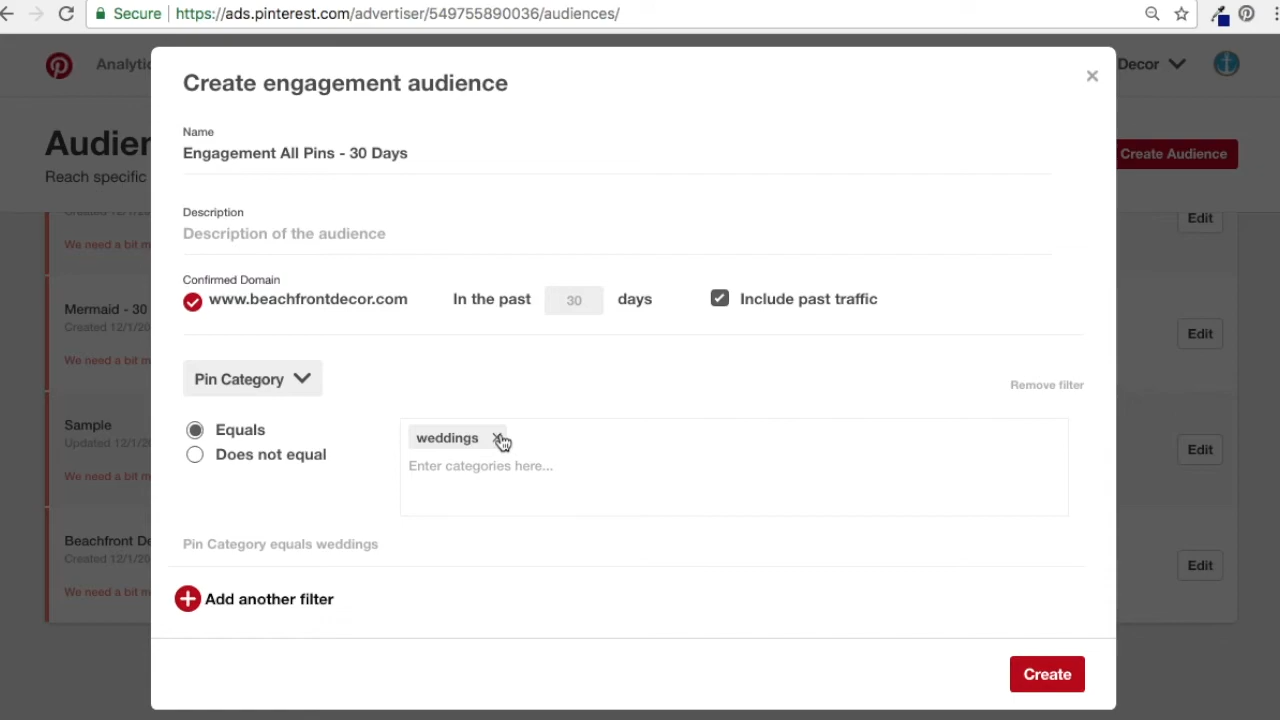 Secure https://ads.pinterest.com/advertiser/549755890036/audiences/
Analytic
Decor
Create engagement audience
Name
Engagement All Pins - 30 Days
Audien
Reach specific
Create Audience
Description
Description of the audience
We need a bit m
Edit
Confirmed Domain
www.beachfrontdecor.com In the past 30 days Include past traffic
Mermaid - 30
Created 12/1/20
We need a bit m
Edit
Pin Category
Remove filter
Equals
Does not equal
weddings
Enter categories here...
Sample
Updated 12/1/20
We need a bit m
Edit
Pin Category equals weddings
Beachfront De
Created 12/1/20
We need a bit m
Edit
Add another filter
Create